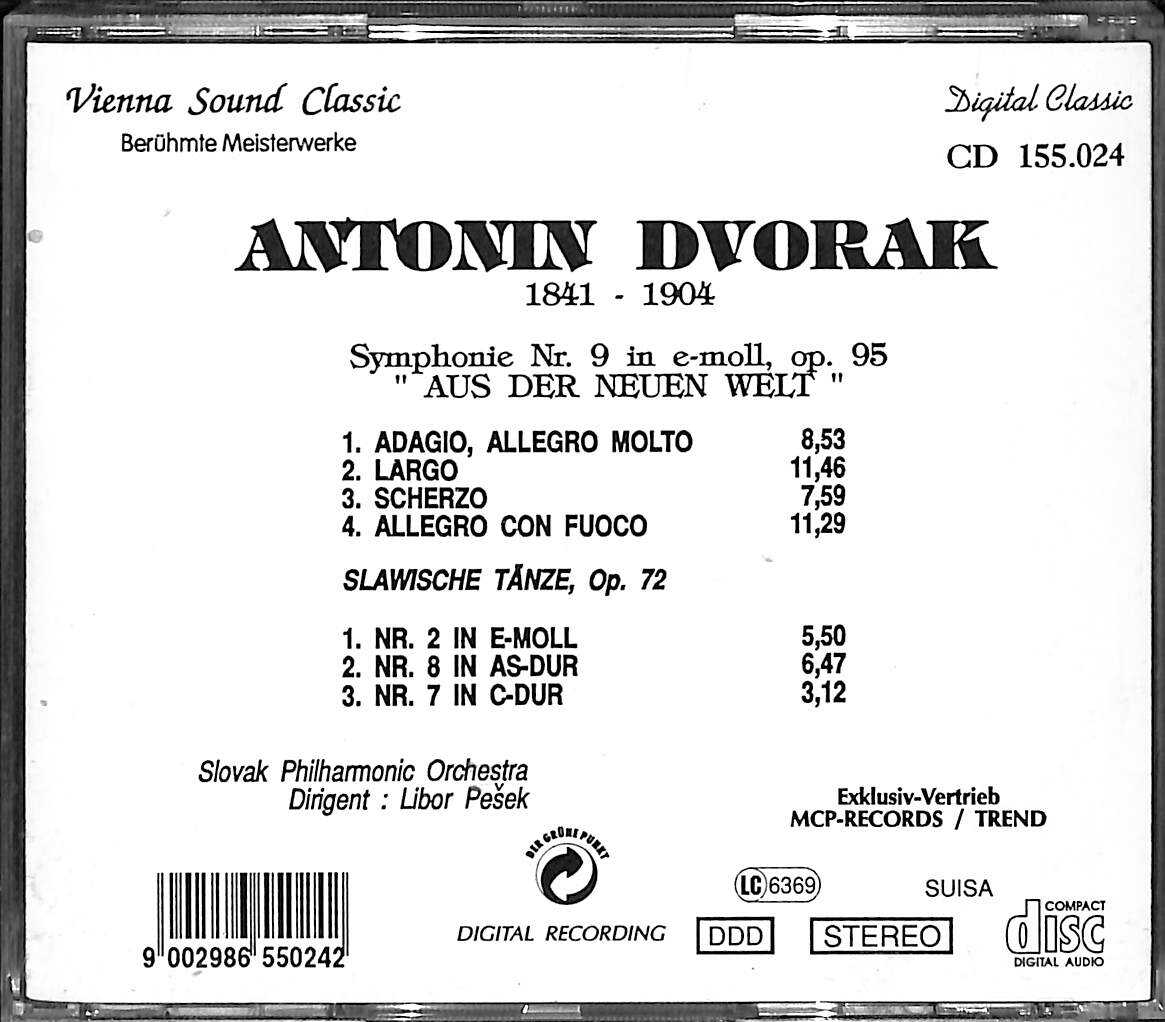 Vienna Sound Classic
Berühmte Meisterwerke
Digital Classic
CD 155.024
ANTONIN DVORAK
1841 - 1904
Symphonie Nr. 9 in e-moll, op. 95
" AUS DER NEUEN WELT "
1. ADAGIO, ALLEGRO MOLTO 8,53
2. LARGO 11,46
3. SCHERZO 7,59
4. ALLEGRO CON FUOCO 11,29
SLAWISCHE TÄNZE, Op. 72
1. NR. 2 IN E-MOLL 5,50
2. NR. 8 IN AS-DUR 6,47
3. NR. 7 IN C-DUR 3,12
Slovak Philharmonic Orchestra
Dirigent : Libor Pešek
Exklusiv-Vertrieb
MCP-RECORDS / TREND
DER GRÜNE PUNKT
LC 6369
SUISA
DIGITAL RECORDING
DDD
STEREO
COMPACT
disc
DIGITAL AUDIO
9 002986 550242